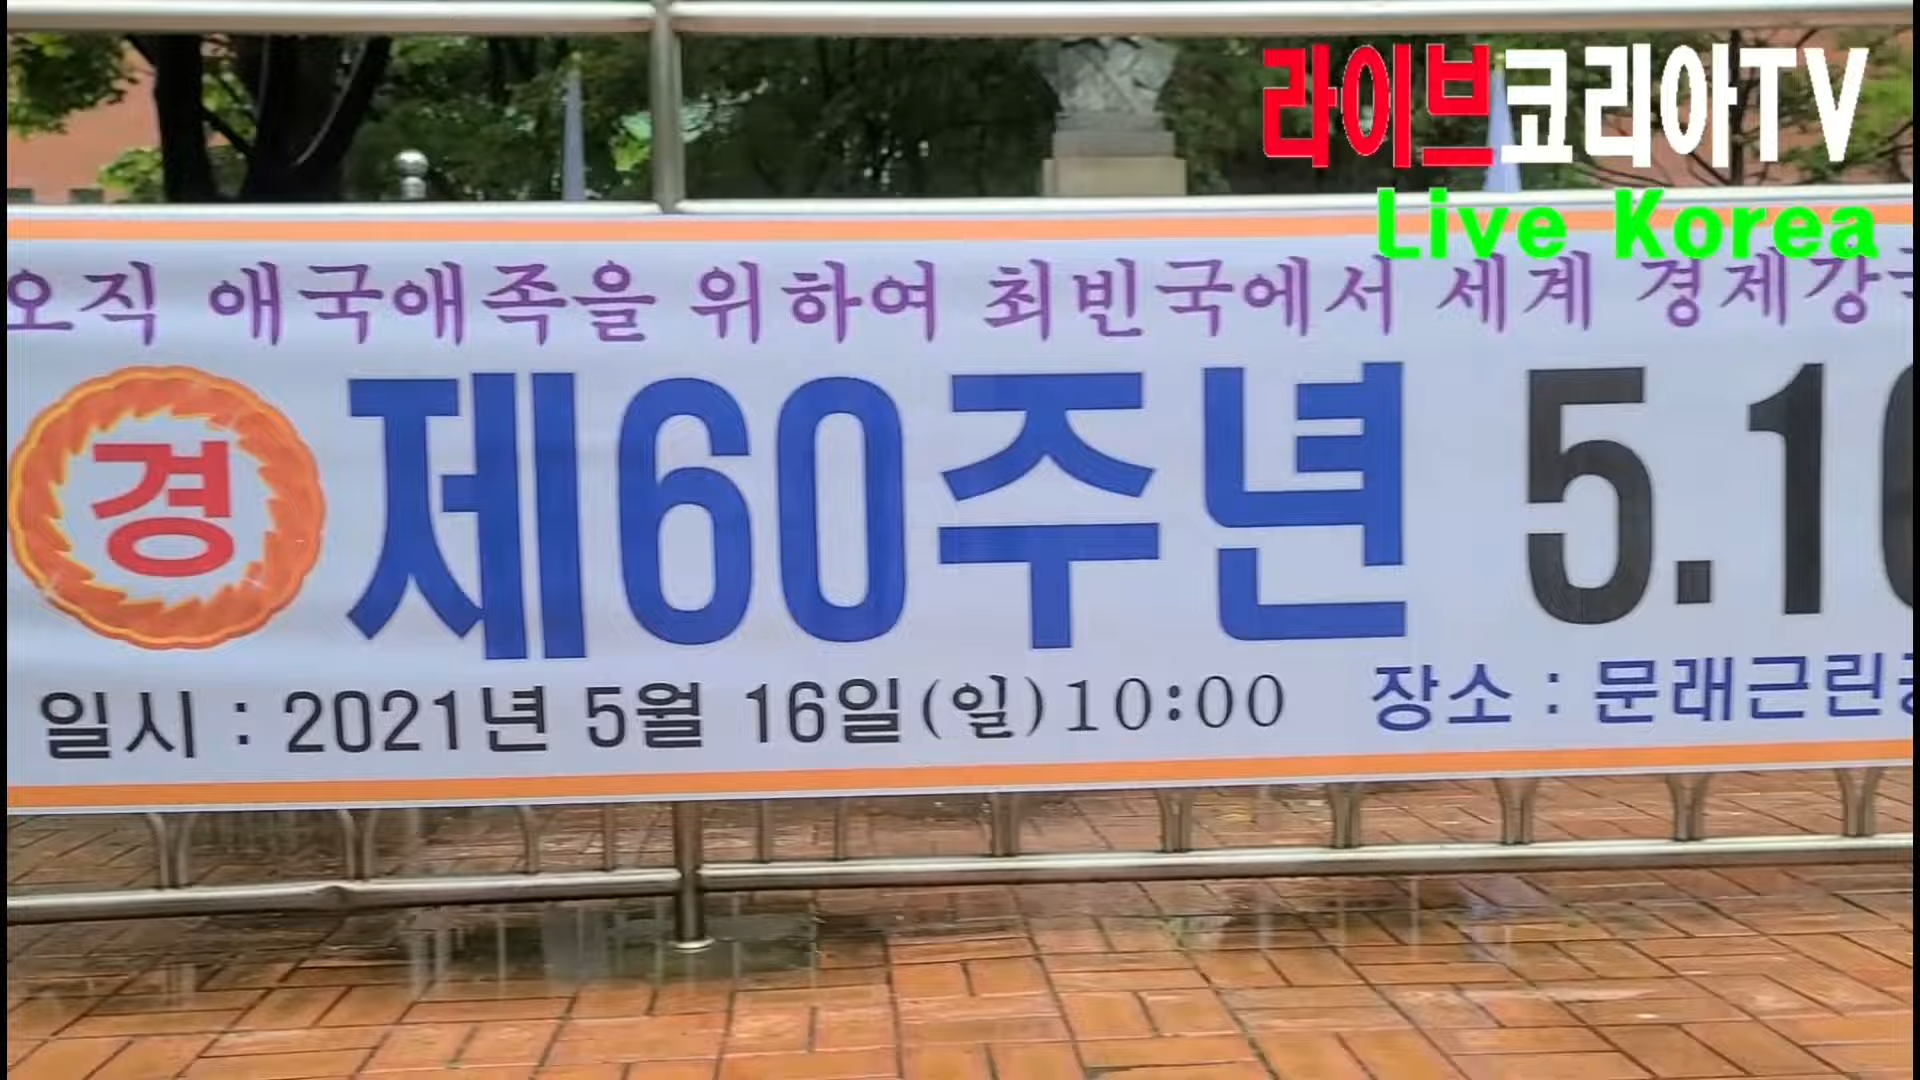 라이브코리아TV
Live Korea
오직 애국애족을 위하여 최빈국에서 세계 경제강
경 제60주년 5.1
일시 : 2021년 5월 16일(일)10:00 장소 : 문래근린